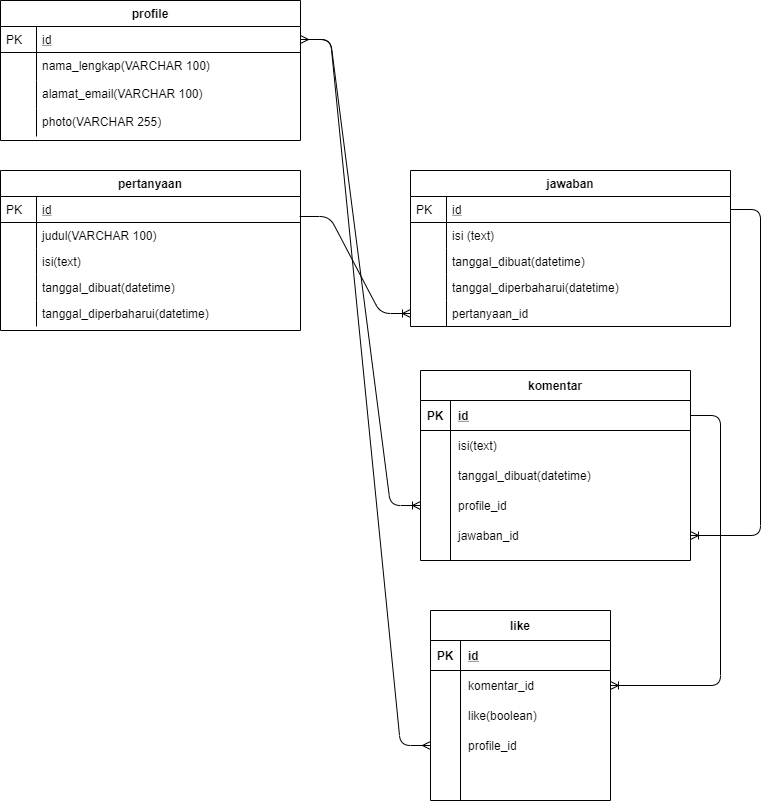 profile
PK id
nama_lengkap(VARCHAR 100)
alamat_email(VARCHAR 100)
photo(VARCHAR 255)
pertanyaan
PK id
judul(VARCHAR 100)
isi(text)
tanggal_dibuat(datetime)
tanggal_diperbaharui(datetime)
jawaban
PK id
isi (text)
tanggal_dibuat(datetime)
tanggal_diperbaharui(datetime)
pertanyaan_id
komentar
PK id
isi(text)
tanggal_dibuat(datetime)
profile_id
jawaban_id
like
PK id
komentar_id
like(boolean)
profile_id